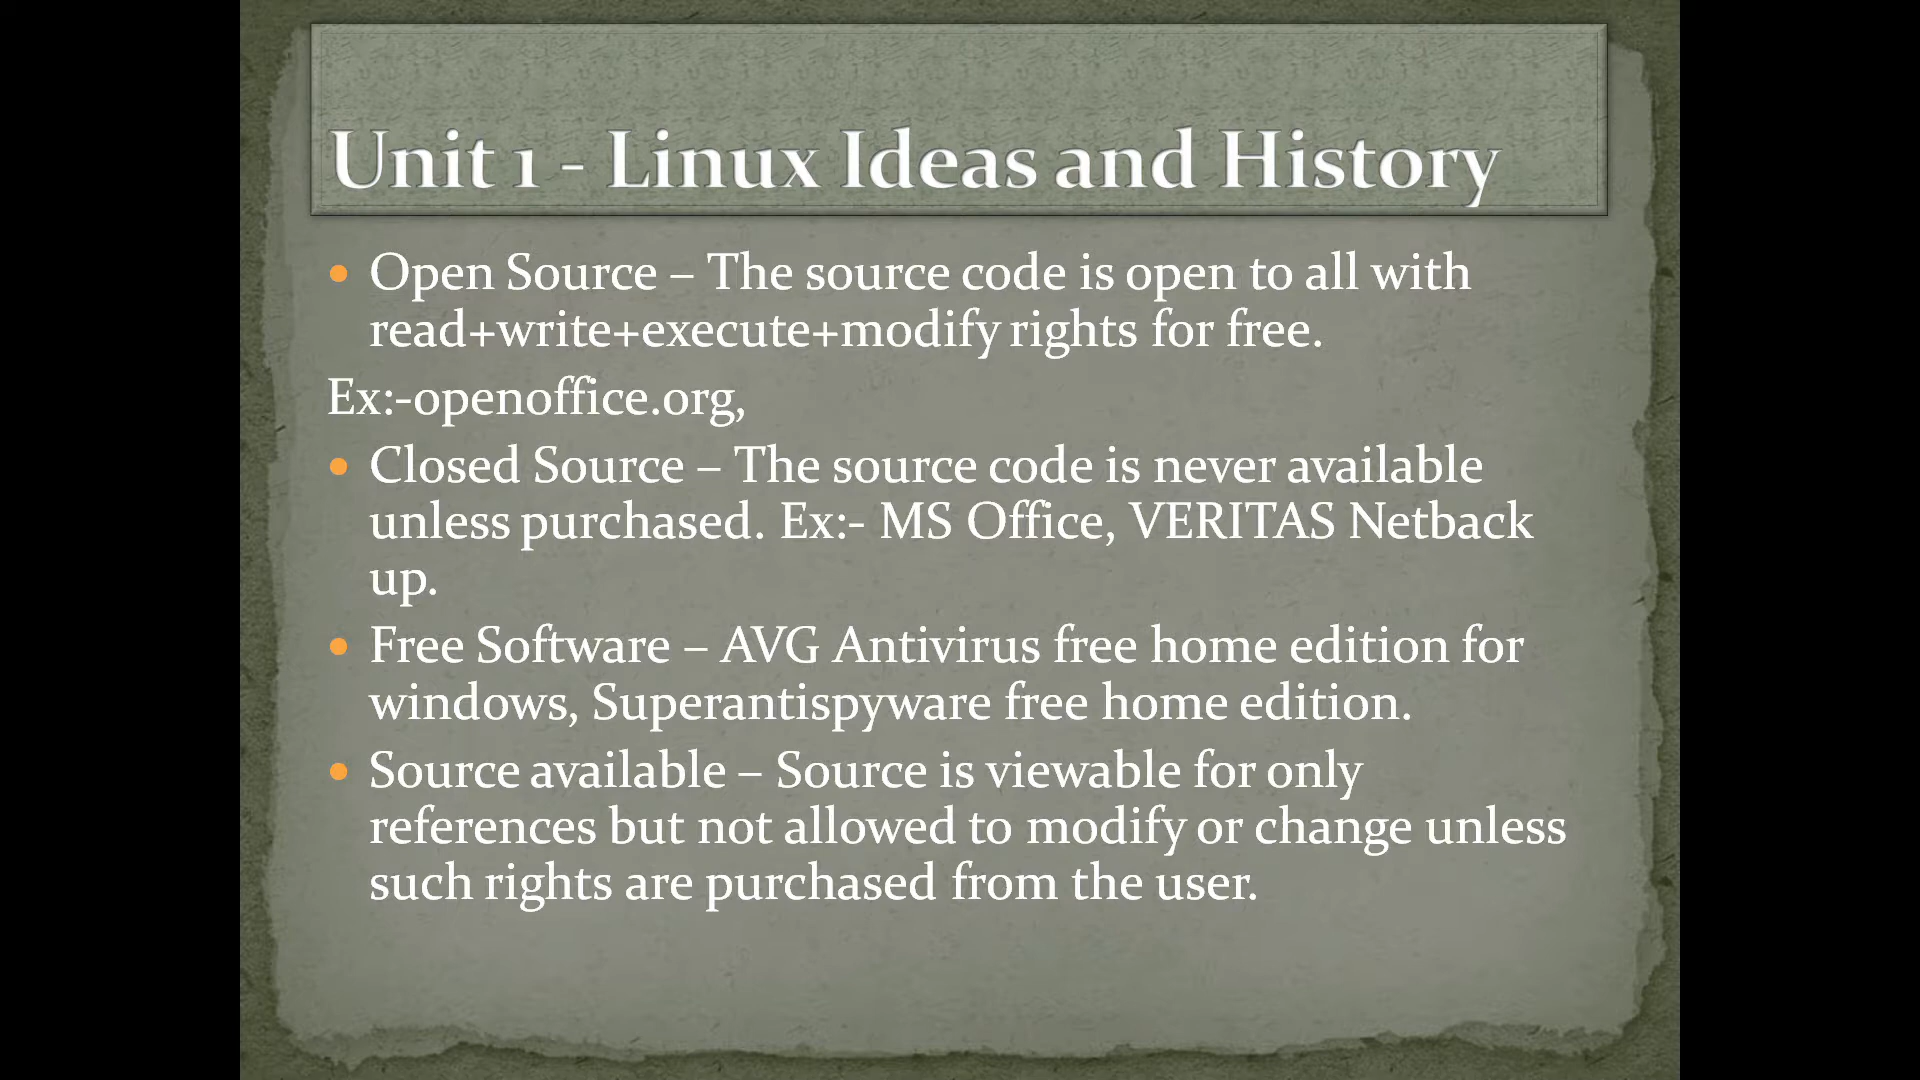 Unit 1 - Linux Ideas and History
Open Source – The source code is open to all with
read+write+execute+modify rights for free.
Ex:-openoffice.org,
Closed Source – The source code is never available
unless purchased. Ex:- MS Office, VERITAS Netback
up.
Free Software – AVG Antivirus free home edition for
windows, Superantispyware free home edition.
Source available – Source is viewable for only
references but not allowed to modify or change unless
such rights are purchased from the user.